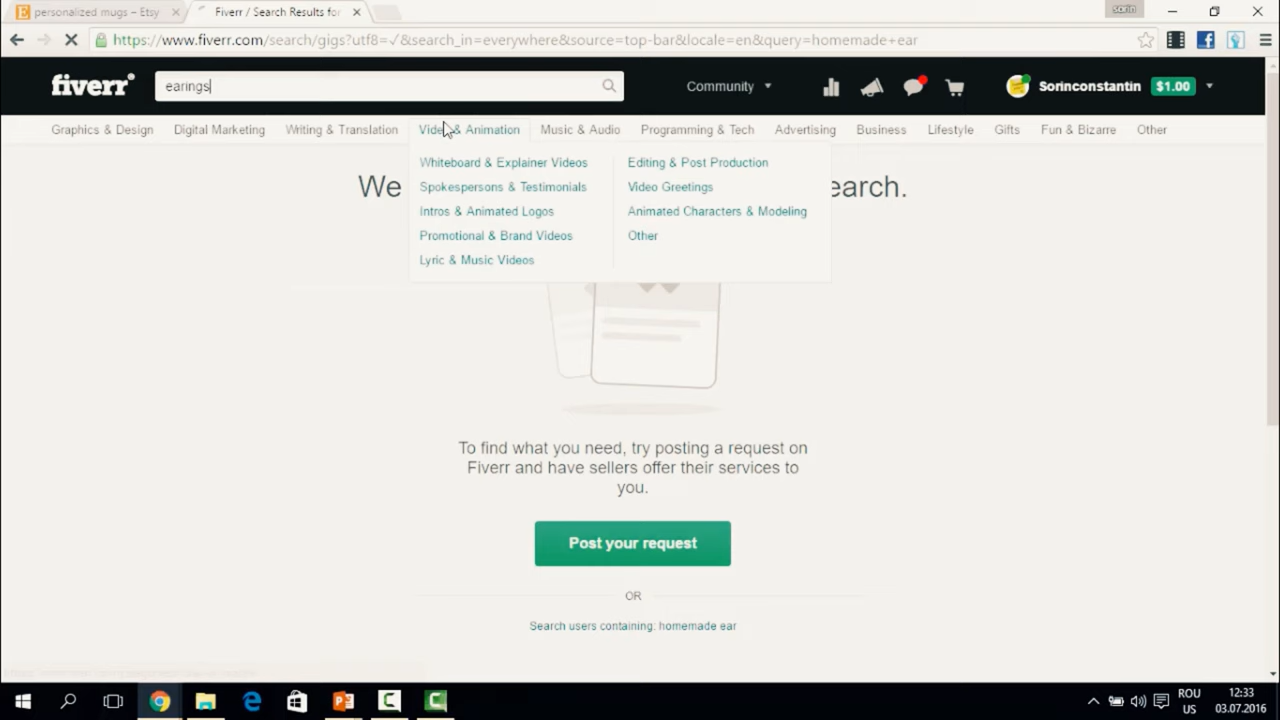 personalized mugs – Etsy
Fiverr / Search Results for
sorin
https://www.fiverr.com/search/gigs?utf8=✓&search_in=everywhere&source=top-bar&locale=en&query=homemade+ear
fiverr®
earings
Community
Sorinconstantin
$1.00
Graphics & Design
Digital Marketing
Writing & Translation
Video & Animation
Music & Audio
Programming & Tech
Advertising
Business
Lifestyle
Gifts
Fun & Bizarre
Other
Whiteboard & Explainer Videos
Spokespersons & Testimonials
Intros & Animated Logos
Promotional & Brand Videos
Lyric & Music Videos
Editing & Post Production
Video Greetings
Animated Characters & Modeling
Other
We
earch.
To find what you need, try posting a request on
Fiverr and have sellers offer their services to
you.
Post your request
OR
Search users containing: homemade ear
ROU
US
12:33
03.07.2016